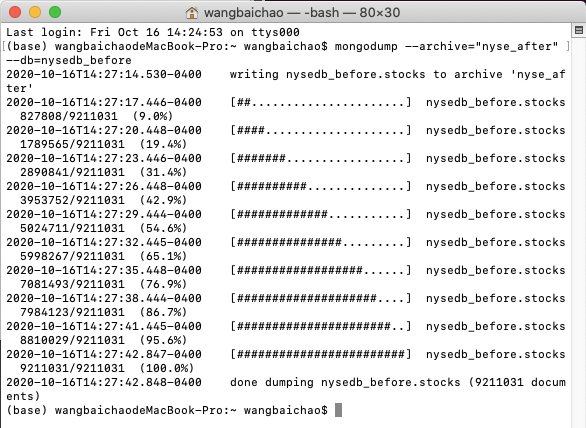 wangbaichao — -bash — 80×30
Last login: Fri Oct 16 14:24:53 on ttys000
[(base) wangbaichaodeMacBook-Pro:~ wangbaichao$ mongodump --archive="nyse_after" ]
--db=nysedb_before
2020-10-16T14:27:14.530-0400    writing nysedb_before.stocks to archive 'nyse_af
ter'
2020-10-16T14:27:17.446-0400    [##......................]  nysedb_before.stocks
  827808/9211031  (9.0%)
2020-10-16T14:27:20.448-0400    [####....................]  nysedb_before.stocks
  1789565/9211031  (19.4%)
2020-10-16T14:27:23.446-0400    [#######.................]  nysedb_before.stocks
  2890841/9211031  (31.4%)
2020-10-16T14:27:26.448-0400    [##########..............]  nysedb_before.stocks
  3953752/9211031  (42.9%)
2020-10-16T14:27:29.444-0400    [#############...........]  nysedb_before.stocks
  5024711/9211031  (54.6%)
2020-10-16T14:27:32.445-0400    [###############.........]  nysedb_before.stocks
  5998267/9211031  (65.1%)
2020-10-16T14:27:35.448-0400    [##################......]  nysedb_before.stocks
  7081493/9211031  (76.9%)
2020-10-16T14:27:38.444-0400    [####################....]  nysedb_before.stocks
  7984123/9211031  (86.7%)
2020-10-16T14:27:41.445-0400    [######################..]  nysedb_before.stocks
  8810029/9211031  (95.6%)
2020-10-16T14:27:42.847-0400    [########################]  nysedb_before.stocks
  9211031/9211031  (100.0%)
2020-10-16T14:27:42.848-0400    done dumping nysedb_before.stocks (9211031 docum
ents)
(base) wangbaichaodeMacBook-Pro:~ wangbaichao$